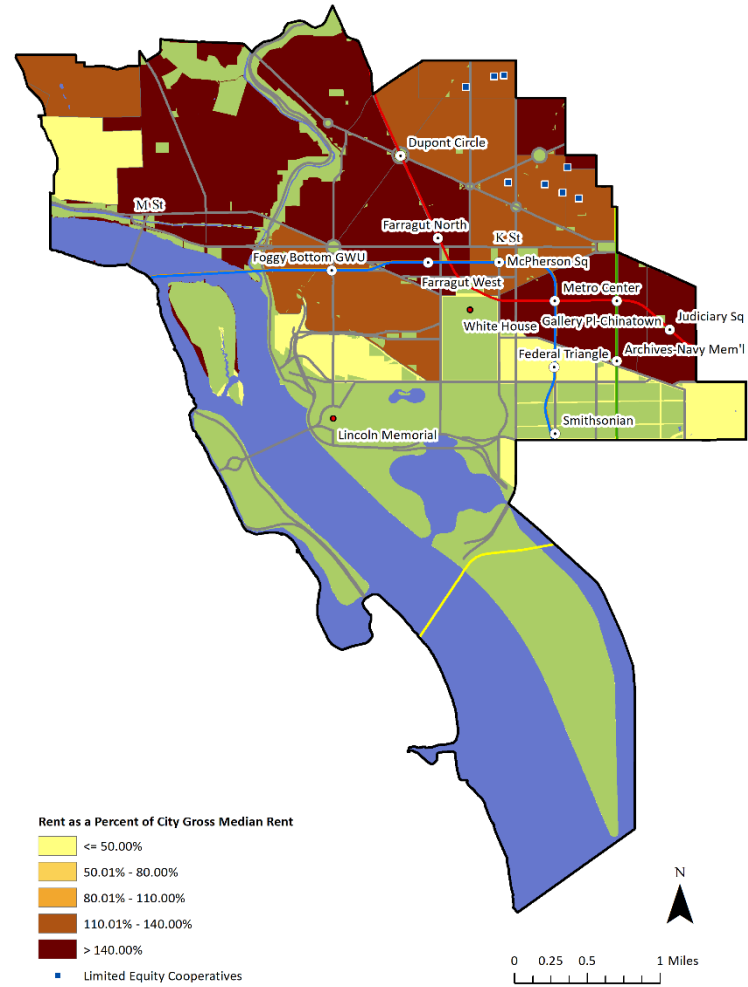 Dupont Circle
M St
Farragut North
K St
Foggy Bottom GWU
McPherson Sq
Farragut West
Metro Center
White House
Gallery Pl-Chinatown
Judiciary Sq
Federal Triangle
Archives-Navy Mem'l
Smithsonian
Lincoln Memorial
Rent as a Percent of City Gross Median Rent
<= 50.00%
50.01% - 80.00%
80.01% - 110.00%
110.01% - 140.00%
> 140.00%
Limited Equity Cooperatives
N
0 0.25 0.5 1 Miles